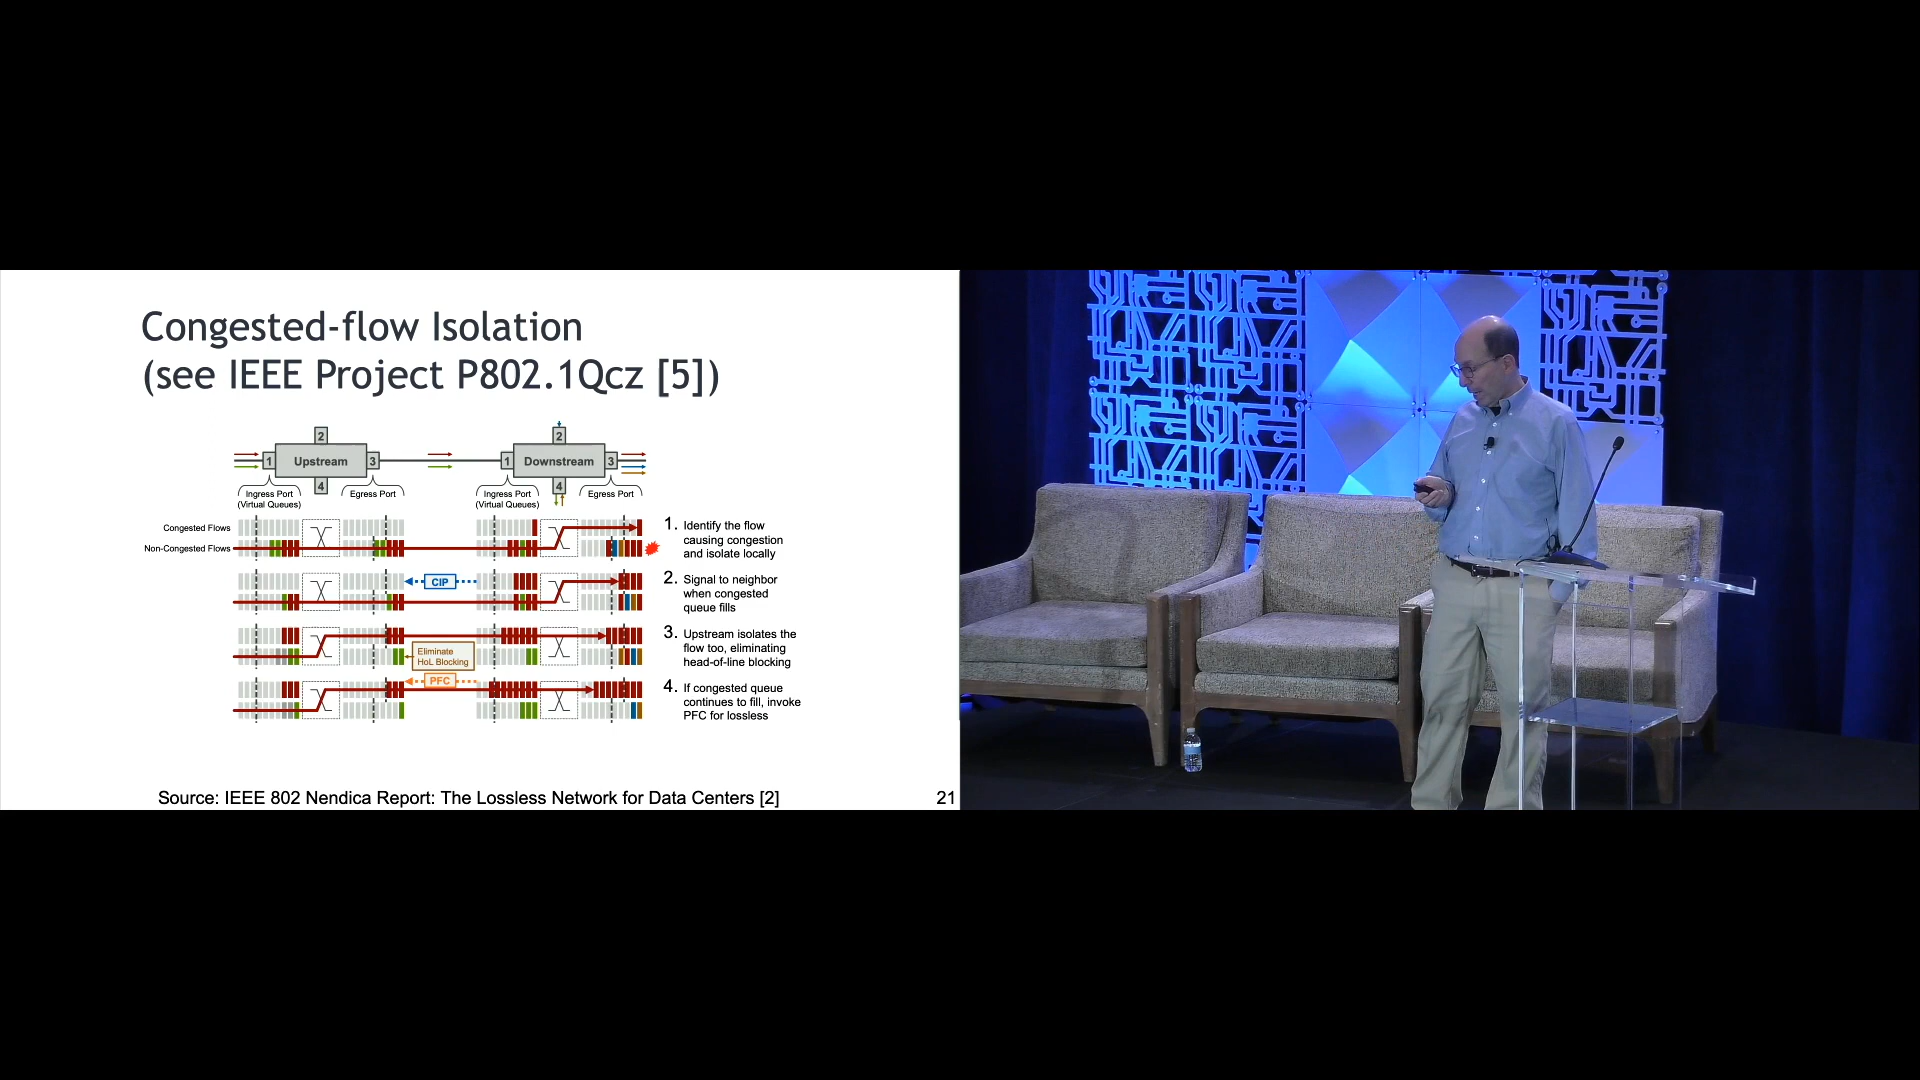 Congested-flow Isolation
(see IEEE Project P802.1Qcz [5])
2
2
1
Upstream
3
1
Downstream
3
4
4
Ingress Port
(Virtual Queues)
Egress Port
Ingress Port
(Virtual Queues)
Egress Port
Congested Flows
Non-Congested Flows
1. Identify the flow
causing congestion
and isolate locally
CIP
2. Signal to neighbor
when congested
queue fills
Eliminate
HoL Blocking
3. Upstream isolates the
flow too, eliminating
head-of-line blocking
PFC
4. If congested queue
continues to fill, invoke
PFC for lossless
Source: IEEE 802 Nendica Report: The Lossless Network for Data Centers [2]
21